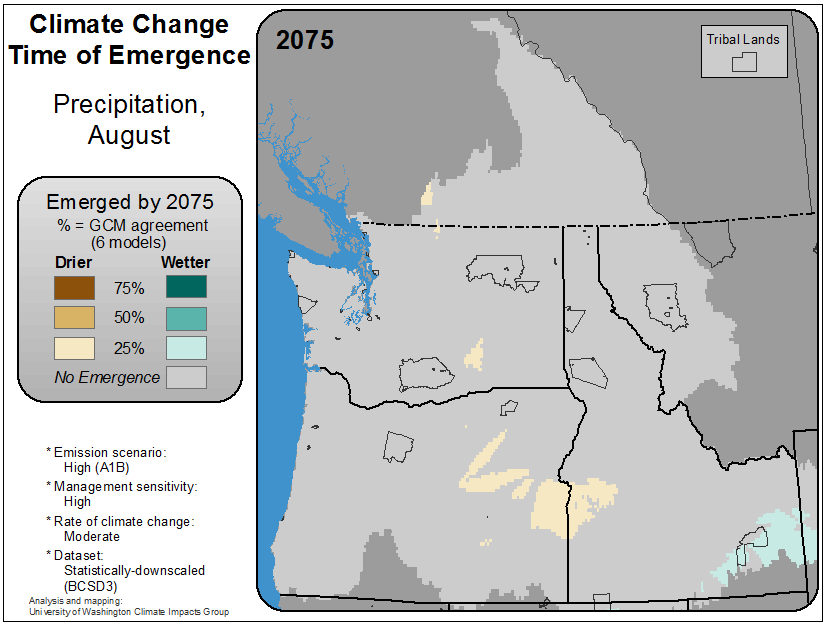 Climate Change
Time of Emergence
Precipitation,
August
Emerged by 2075
% = GCM agreement
(6 models)
Drier Wetter
75%
50%
25%
No Emergence
* Emission scenario:
High (A1B)
* Management sensitivity:
High
* Rate of climate change:
Moderate
* Dataset:
Statistically-downscaled
(BCSD3)
Analysis and mapping:
University of Washington Climate Impacts Group
2075
Tribal Lands